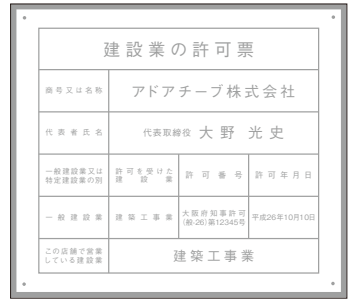 建設業の許可票
商号又は名称 アドアチーブ株式会社
代表者氏名 代表取締役 大野 光史
一般建設業又は
特定建設業の別
許可を受けた
建設業
許可番号
許可年月日
一般建設業
建築工事業
大阪府知事許可
(般-26)第12345号
平成26年10月10日
この店舗で営業
している建設業
建築工事業